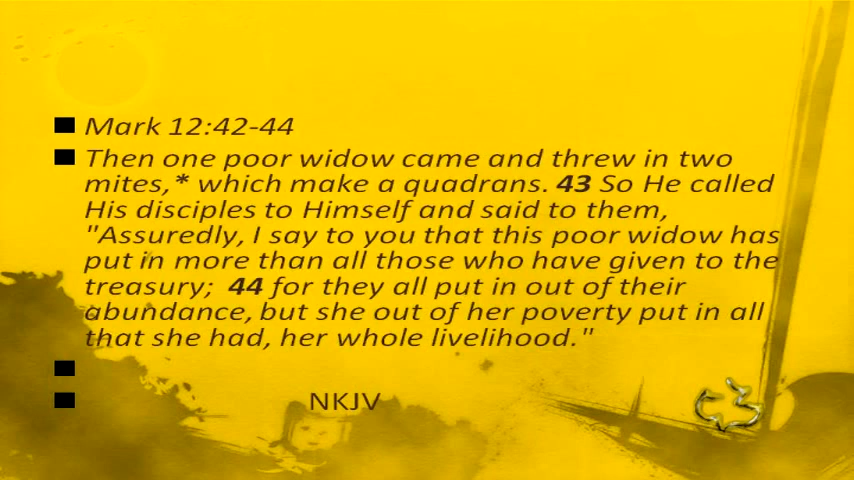 Mark 12:42-44
Then one poor widow came and threw in two
mites,* which make a quadrans. 43 So He called
His disciples to Himself and said to them,
"Assuredly, I say to you that this poor widow has
put in more than all those who have given to the
treasury;  44 for they all put in out of their
abundance, but she out of her poverty put in all
that she had, her whole livelihood."
NKJV
C3